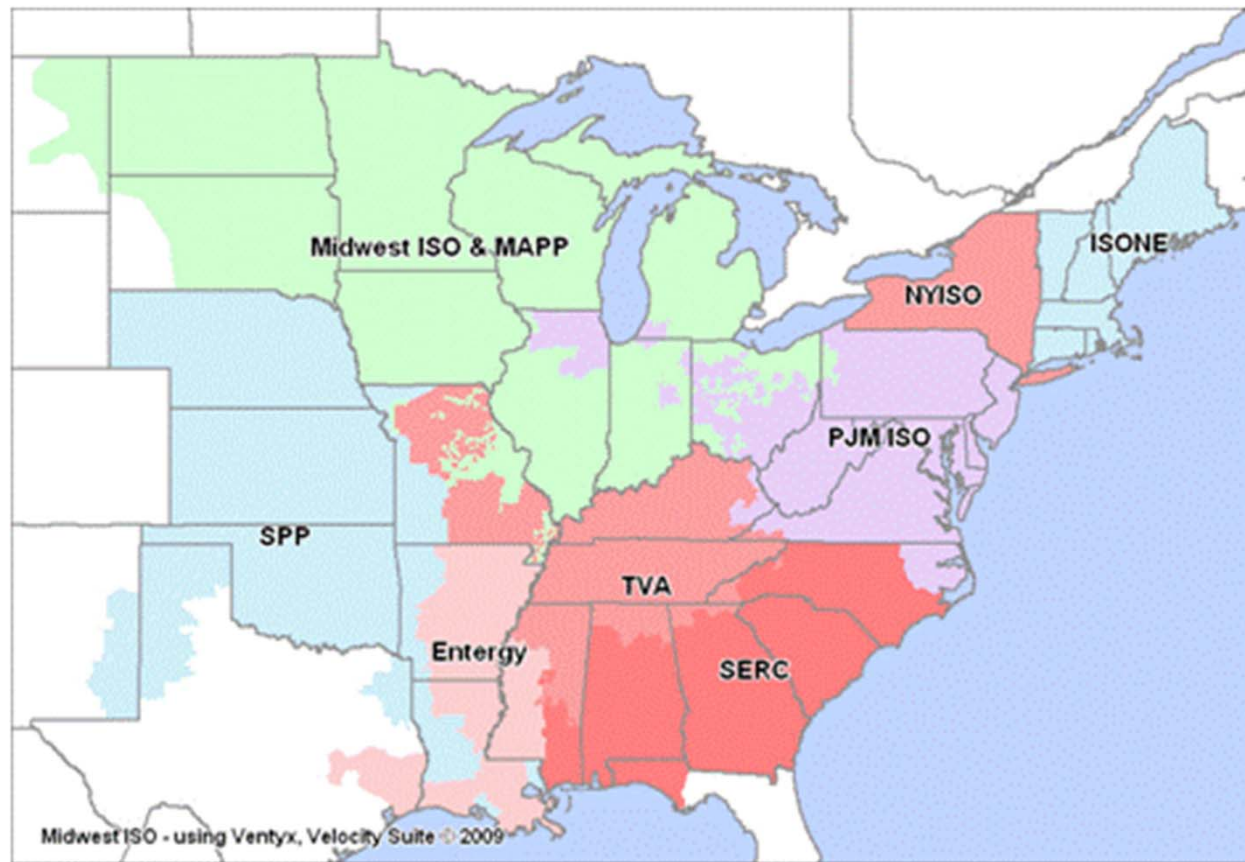 Midwest ISO & MAPP
ISONE
NYISO
PJM ISO
SPP
TVA
Entergy
SERC
Midwest ISO - using Ventyx, Velocity Suite © 2009